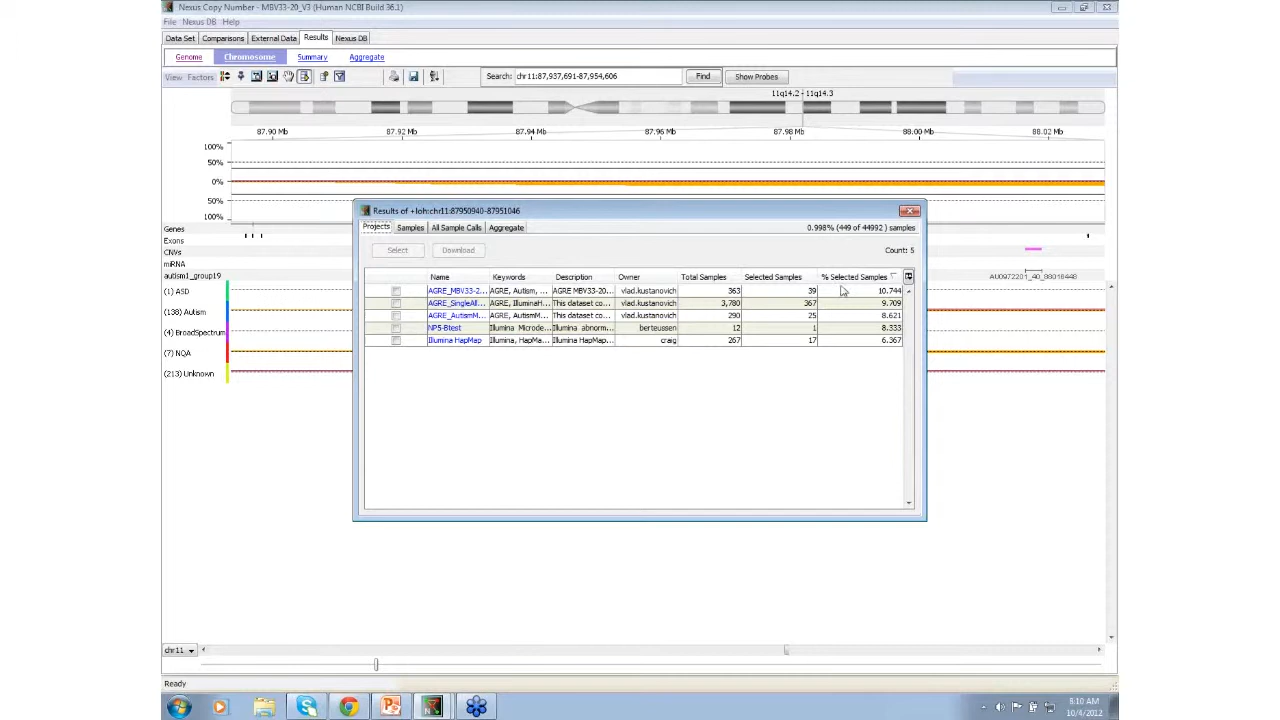 Nexus Copy Number - MBV33-20_V3 (Human NCBI Build 36.1)
File Nexus DB Help
Data Set Comparisons External Data Results Nexus DB
Genome Chromosome Summary Aggregate
View Factors Search: chr11:87,937,691-87,954,606 Find Show Probes
11q14.2 - 11q14.3
87.90 Mb 87.92 Mb 87.94 Mb 87.96 Mb 87.98 Mb 88.00 Mb 88.02 Mb
100%
50%
0%
50%
100%
Genes
Exons
CNVs
miRNA
autism1_group19 AU0972201_40_88018448
(1) ASD
(138) Autism
(4) BroadSpectrum
(7) NQA
(213) Unknown
Results of +loh:chr11:87950940-87951046
Projects Samples All Sample Calls Aggregate 0.998% (449 of 44992 ) samples
Select Download Count: 5
Name Keywords Description Owner Total Samples Selected Samples % Selected Samples
AGRE_MBV33-2... AGRE, Autism, ... AGRE MBV33-20... vlad.kustanovich 363 39 10.744
AGRE_SingleAll... AGRE, IlluminaH... This dataset co... vlad.kustanovich 3,780 367 9.709
AGRE_AutismM... AGRE, AutismM... This dataset co... vlad.kustanovich 290 25 8.621
NPS-Btest Illumina Microde... Illumina abnorm... berteussen 12 1 8.333
Illumina HapMap Illumina, HapMa... Illumina HapMap... craig 267 17 6.367
chr11
Ready
8:10 AM
10/4/2012